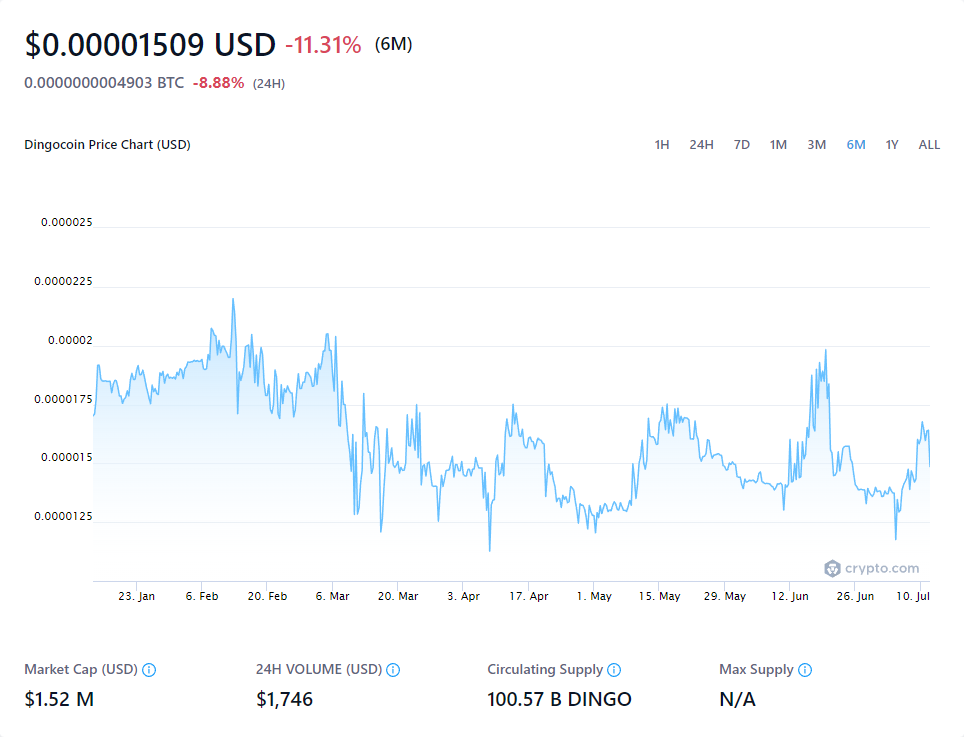 $0.00001509 USD -11.31% (6M)
0.0000000004903 BTC -8.88% (24H)
Dingocoin Price Chart (USD) 1H 24H 7D 1M 3M 6M 1Y ALL
0.000025
0.0000225
0.00002
0.0000175
0.000015
0.0000125
crypto.com
23. Jan 6. Feb 20. Feb 6. Mar 20. Mar 3. Apr 17. Apr 1. May 15. May 29. May 12. Jun 26. Jun 10. Jul
Market Cap (USD) 24H VOLUME (USD) Circulating Supply Max Supply
$1.52 M $1,746 100.57 B DINGO N/A